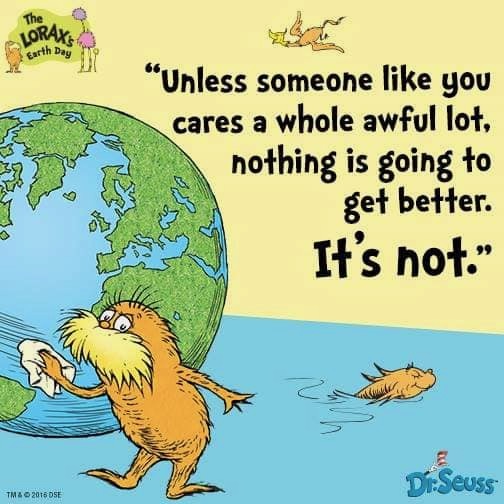 The
LORAX's
Earth Day
“Unless someone like you
cares a whole awful lot,
nothing is going to
get better.
It's not.”
TM & © 2016 DSE
Dr. Seuss